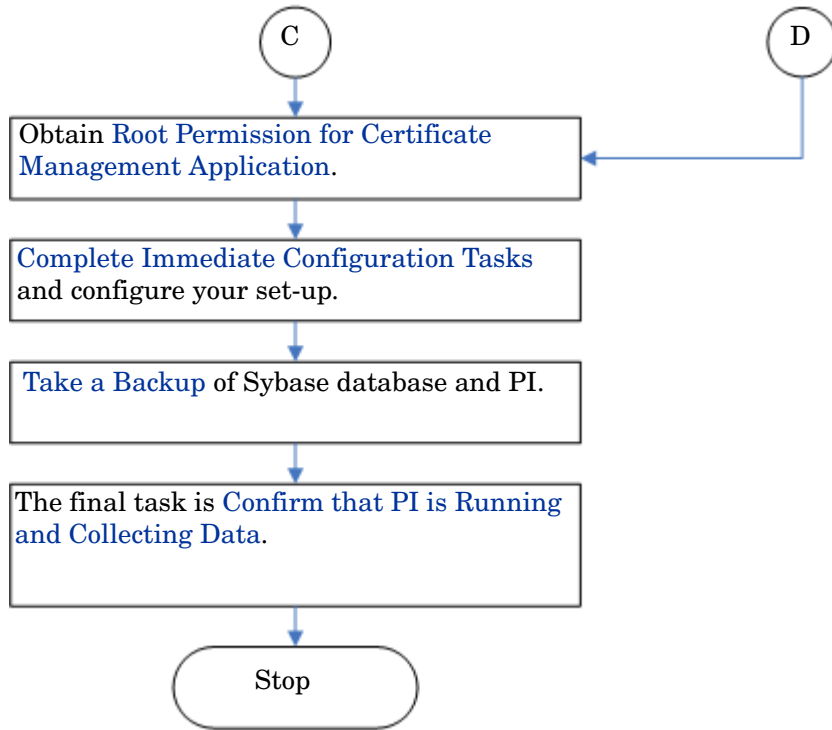 C
D
Obtain Root Permission for Certificate
Management Application.
Complete Immediate Configuration Tasks
and configure your set-up.
Take a Backup of Sybase database and PI.
The final task is Confirm that PI is Running
and Collecting Data.
Stop